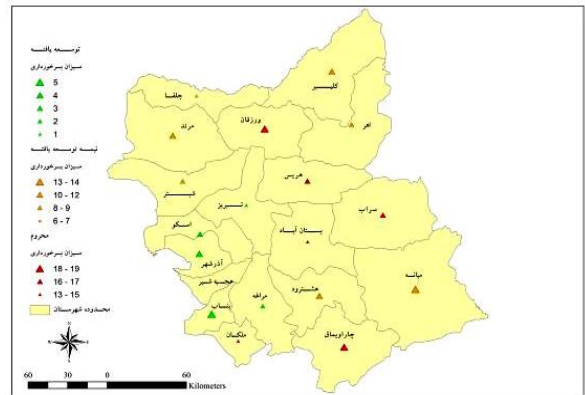 توسعه یافته
میزان برخورداری
5
4
3
2
1
نیمه توسعه یافته
میزان برخورداری
13 - 14
10 - 12
8 - 9
6 - 7
محروم
میزان برخورداری
18 - 19
16 - 17
13 - 15
محدوده شهرستان
کلیبر
جلفا
اهر
ورزقان
مرند
هریس
شبستر
سراب
تبریز
اسکو
بستان آباد
آذرشهر
میانه
عجب شیر
هشترود
مراغه
بناب
چاراویماق
ملکان
60 30 0 60
Kilometers